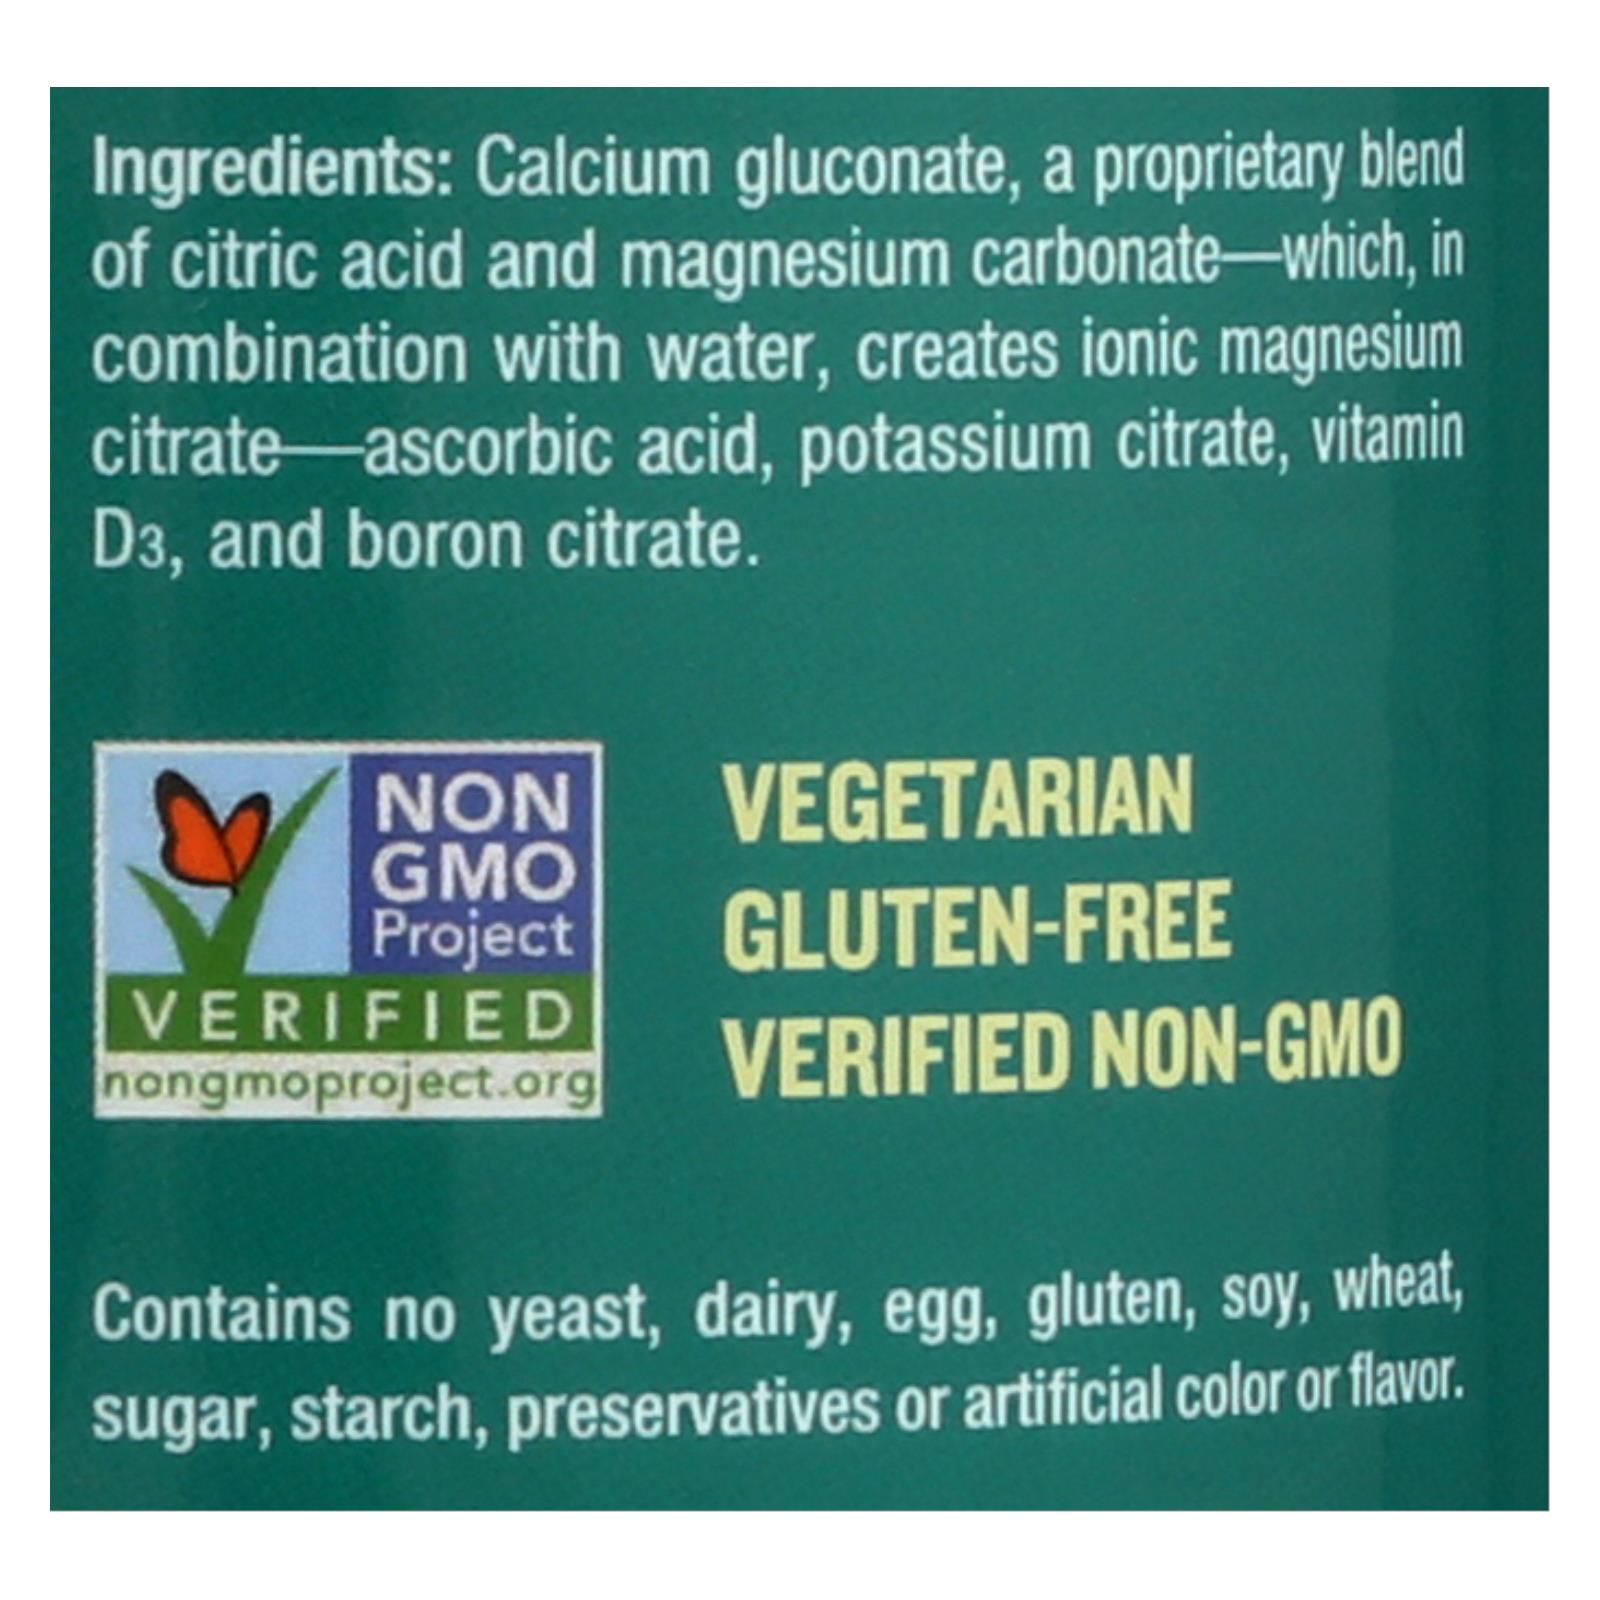 Ingredients: Calcium gluconate, a proprietary blend
of citric acid and magnesium carbonate—which, in
combination with water, creates ionic magnesium
citrate—ascorbic acid, potassium citrate, vitamin
D3, and boron citrate.
NON
GMO
Project
VERIFIED
nongmoproject.org
VEGETARIAN
GLUTEN-FREE
VERIFIED NON-GMO
Contains no yeast, dairy, egg, gluten, soy, wheat,
sugar, starch, preservatives or artificial color or flavor.